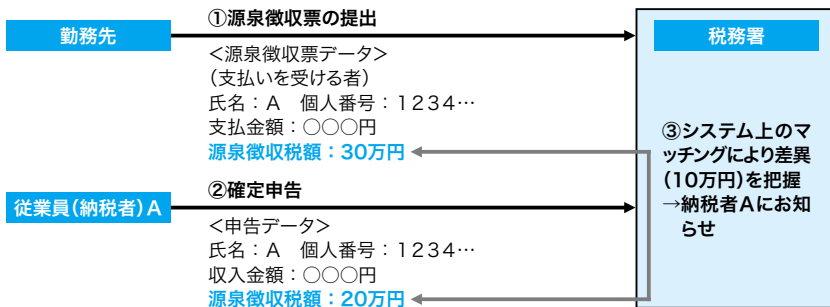 ①源泉徴収票の提出
勤務先
税務署
<源泉徴収票データ>
(支払いを受ける者)
氏名：A　個人番号：1234…
支払金額：○○○円
源泉徴収税額：30万円
③システム上のマ
ッチングにより差異
(10万円)を把握
→納税者Aにお知
らせ
②確定申告
従業員(納税者)A
<申告データ>
氏名：A　個人番号：1234…
収入金額：○○○円
源泉徴収税額：20万円